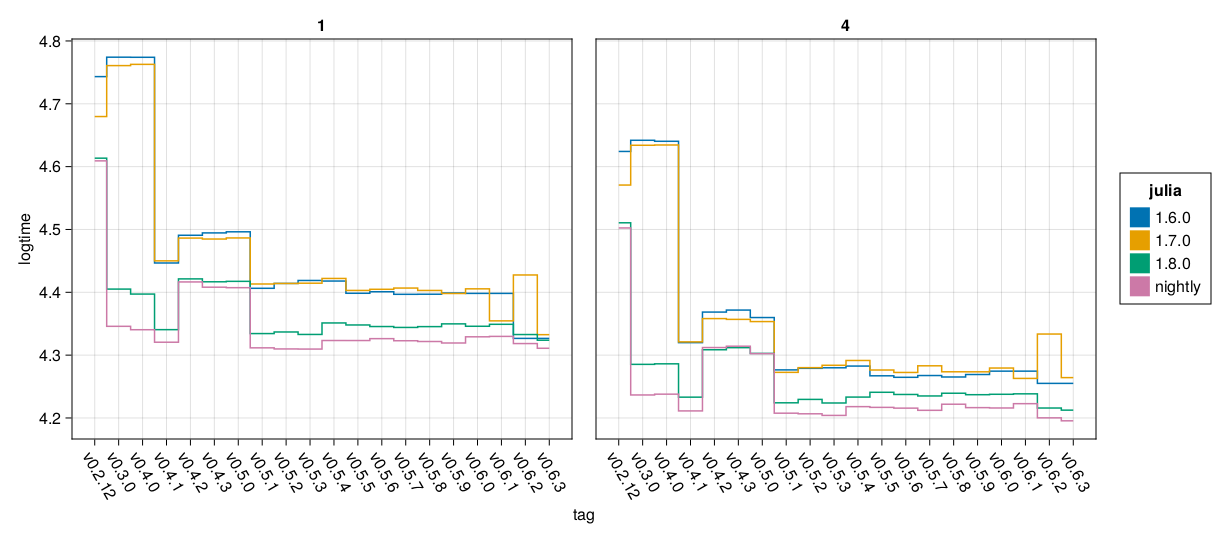 1
4
4.8
4.7
4.6
4.5
4.4
4.3
4.2
logtime
v0.2.12
v0.3.0
v0.4.0
v0.4.1
v0.4.2
v0.4.3
v0.5.0
v0.5.1
v0.5.2
v0.5.3
v0.5.4
v0.5.5
v0.5.6
v0.5.7
v0.5.8
v0.5.9
v0.6.0
v0.6.1
v0.6.2
v0.6.3
v0.2.12
v0.3.0
v0.4.0
v0.4.1
v0.4.2
v0.4.3
v0.5.0
v0.5.1
v0.5.2
v0.5.3
v0.5.4
v0.5.5
v0.5.6
v0.5.7
v0.5.8
v0.5.9
v0.6.0
v0.6.1
v0.6.2
v0.6.3
tag
julia
1.6.0
1.7.0
1.8.0
nightly